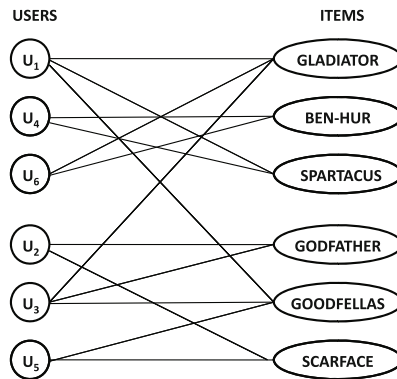 USERS ITEMS
U1 GLADIATOR
U4 BEN-HUR
U6 SPARTACUS
U2 GODFATHER
U3 GOODFELLAS
U5 SCARFACE